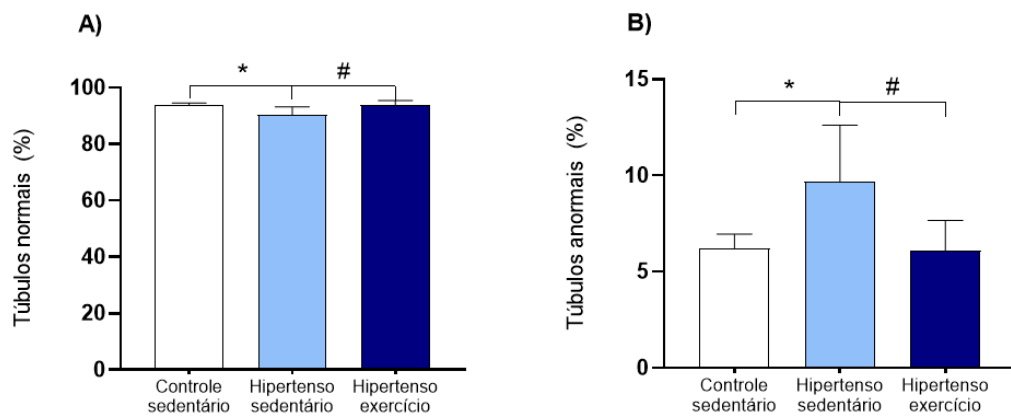 A)
* #
100
80
60
40
20
0
Túbulos normais (%)
Controle sedentário
Hipertenso sedentário
Hipertenso exercício
B)
* #
15
10
5
0
Túbulos anormais (%)
Controle sedentário
Hipertenso sedentário
Hipertenso exercício